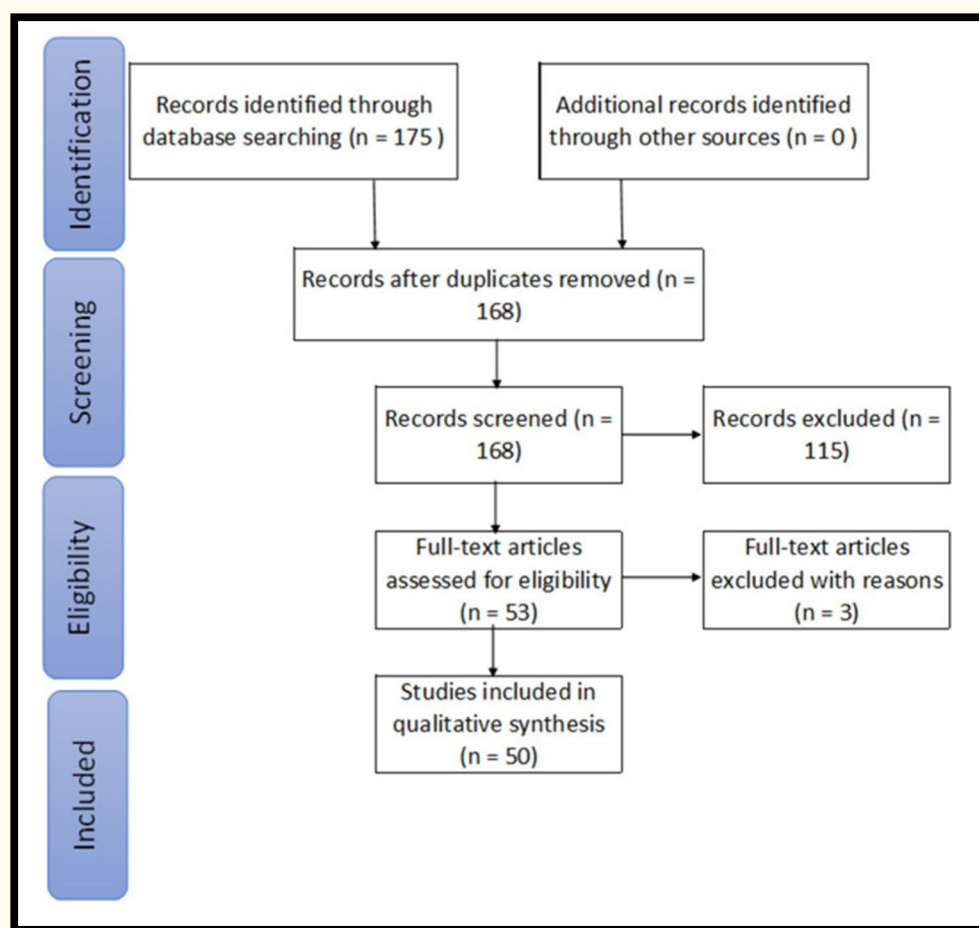 Identification
Records identified through
database searching (n = 175 )
Additional records identified
through other sources (n = 0 )
Screening
Records after duplicates removed (n =
168)
Records screened (n =
168)
Records excluded (n =
115)
Eligibility
Full-text articles
assessed for eligibility
(n = 53)
Full-text articles
excluded with reasons
(n = 3)
Included
Studies included in
qualitative synthesis
(n = 50)